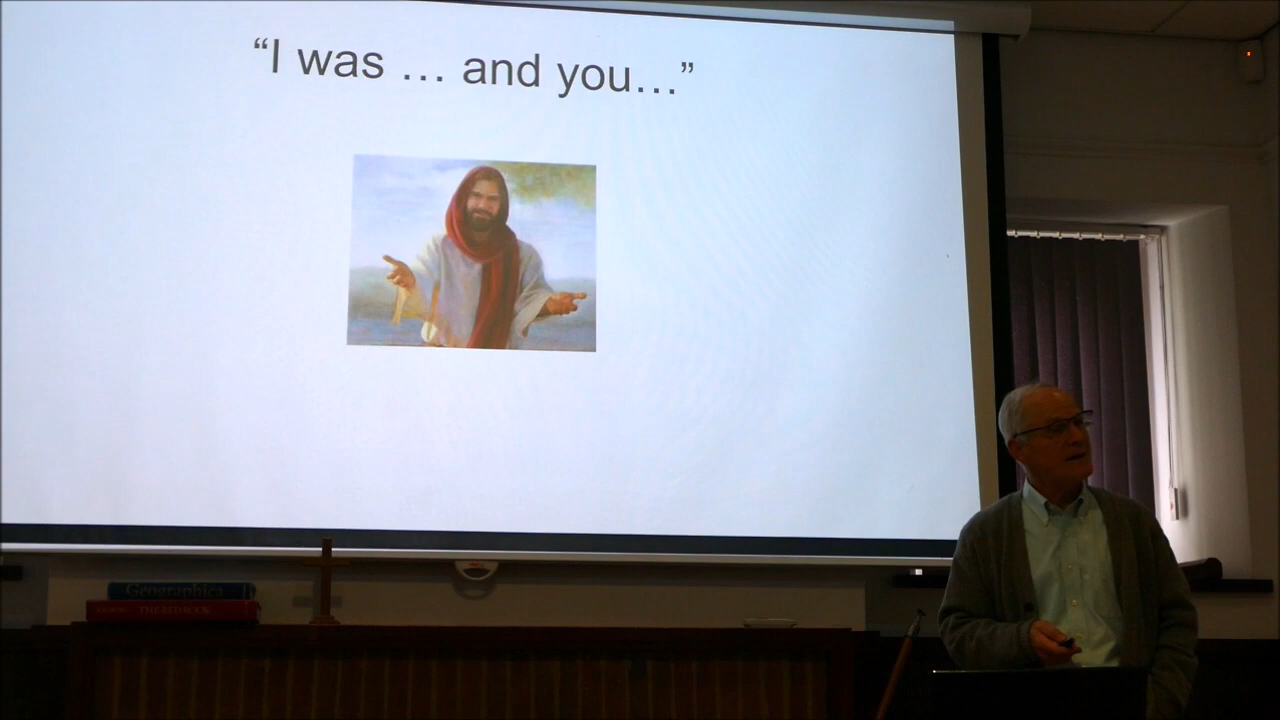 “I was … and you…”
Geographica
THE RED BOOK